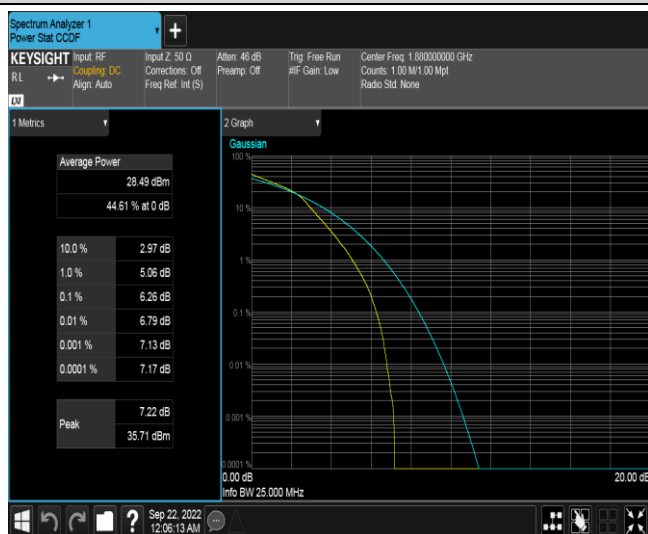 Spectrum Analyzer 1
Power Stat CCDF
+
KEYSIGHT
RL
LXI
Input: RF
Coupling: DC
Align: Auto
Input Z: 50 Ω
Corrections: Off
Freq Ref: Int (S)
Atten: 46 dB
Preamp: Off
Trig: Free Run
#IF Gain: Low
Center Freq: 1.880000000 GHz
Counts: 1.00 M/1.00 Mpt
Radio Std: None
1 Metrics
Average Power
28.49 dBm
44.61 % at 0 dB
10.0 % 2.97 dB
1.0 % 5.06 dB
0.1 % 6.26 dB
0.01 % 6.79 dB
0.001 % 7.13 dB
0.0001 % 7.17 dB
Peak
7.22 dB
35.71 dBm
2 Graph
Gaussian
100 %
10 %
1 %
0.1 %
0.01 %
0.001 %
0.0001 %
0.00 dB 20.00 dB
Info BW 25.000 MHz
?
Sep 22, 2022
12:06:13 AM